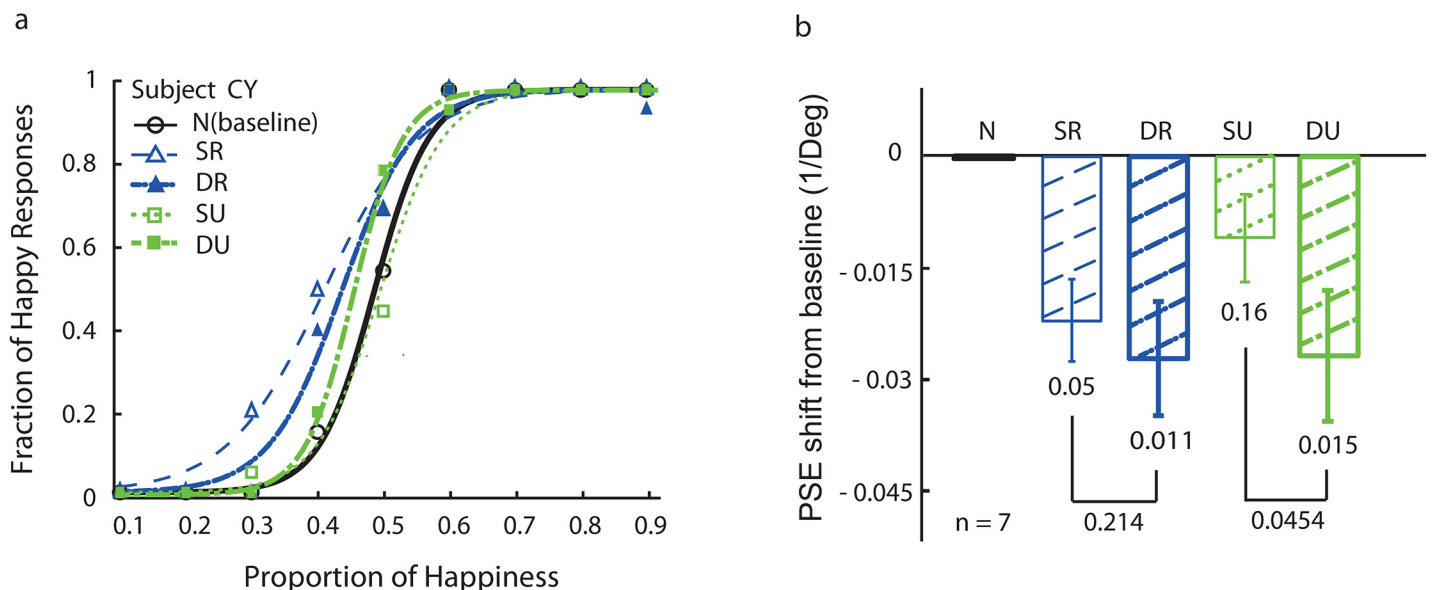 a
Fraction of Happy Responses
1
0.8
0.6
0.4
0.2
0
Subject CY
N(baseline)
SR
DR
SU
DU
0.1 0.2 0.3 0.4 0.5 0.6 0.7 0.8 0.9
Proportion of Happiness
b
PSE shift from baseline (1/Deg)
0
- 0.015
- 0.03
- 0.045
N SR DR SU DU
0.05
0.011
0.16
0.015
n = 7
0.214
0.0454